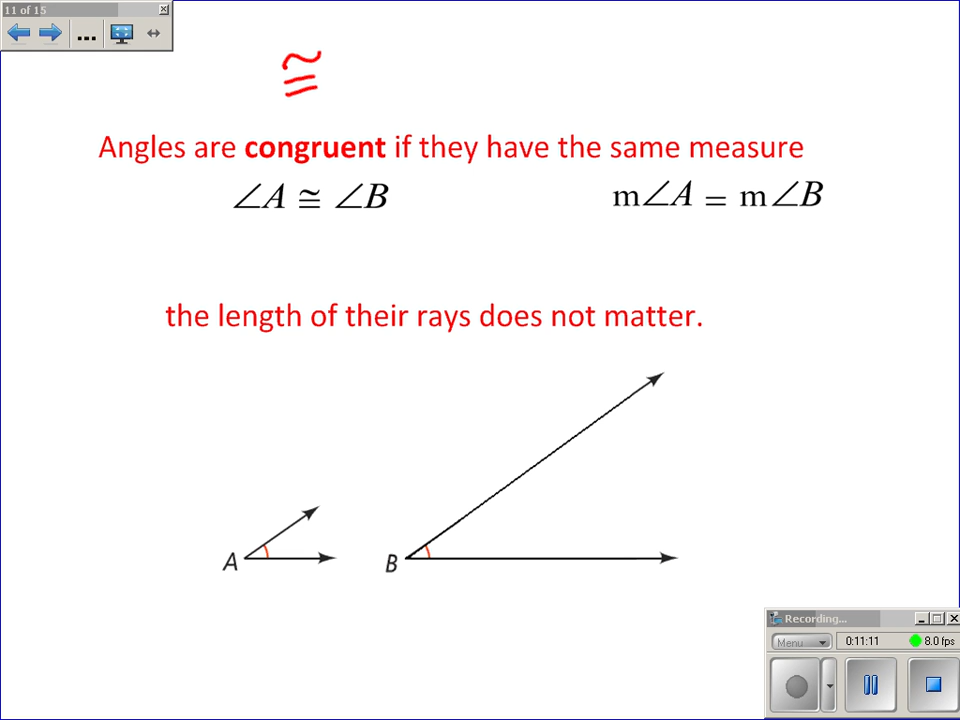 11 of 15
...
≅
Angles are congruent if they have the same measure
∠A ≅ ∠B
m∠A = m∠B
the length of their rays does not matter.
A
B
Recording...
Menu
0:11:11
8.0 fps